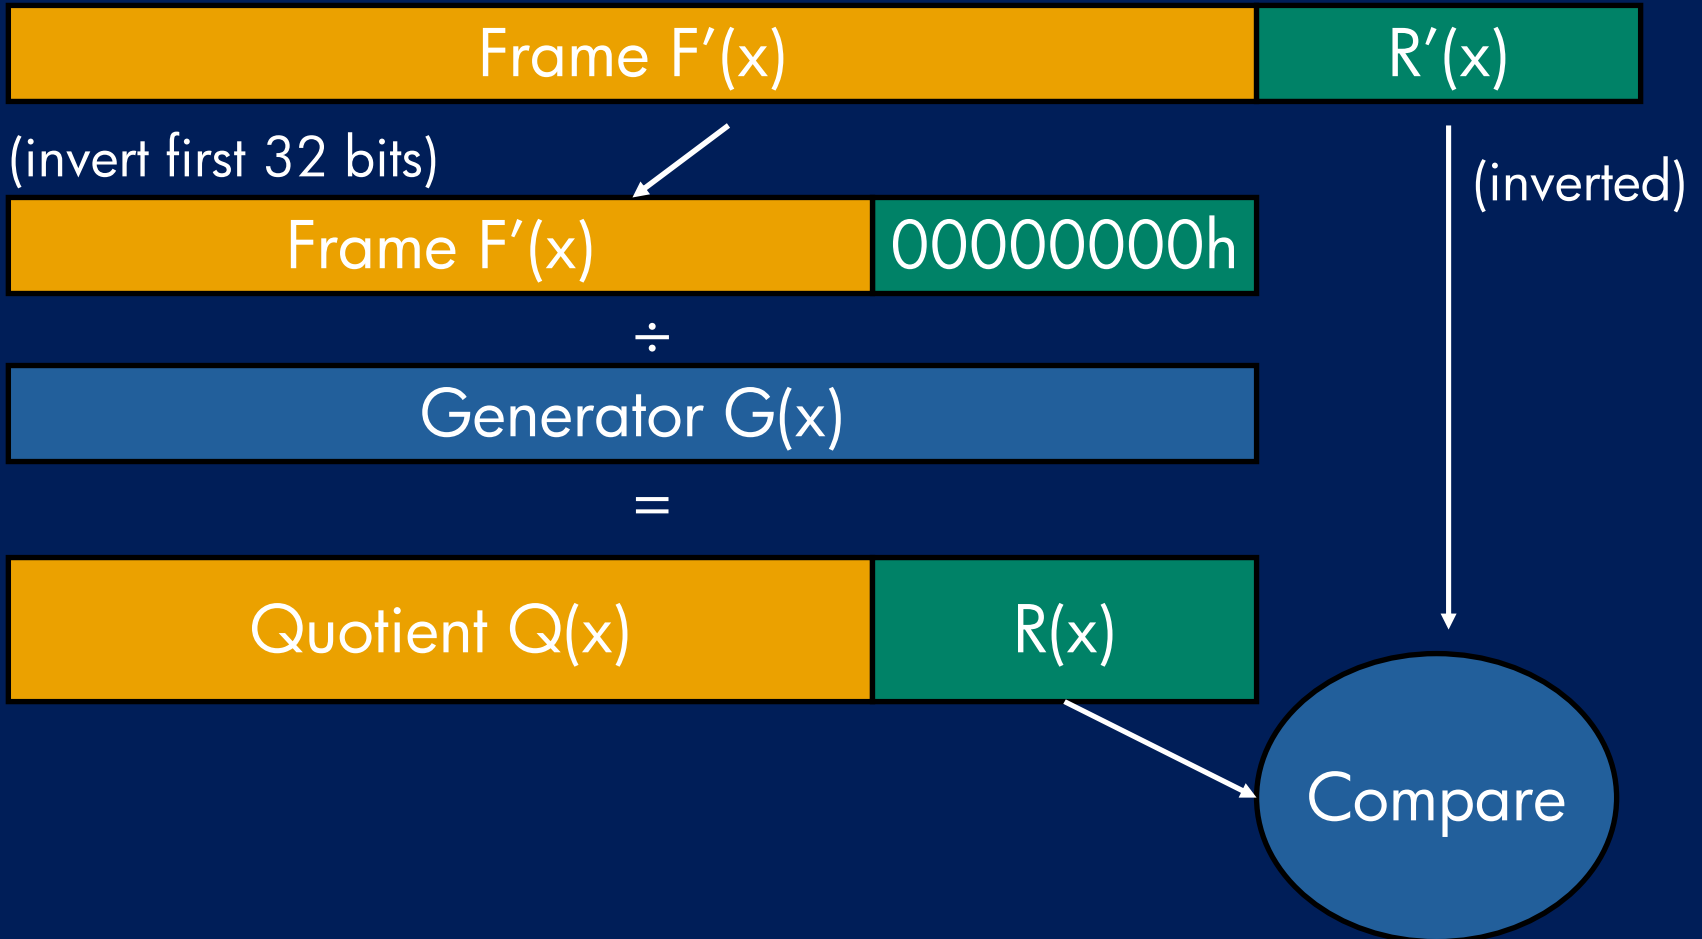 Frame F’(x) R’(x)
(invert first 32 bits)
(inverted)
Frame F’(x) 00000000h
÷
Generator G(x)
=
Quotient Q(x) R(x)
Compare